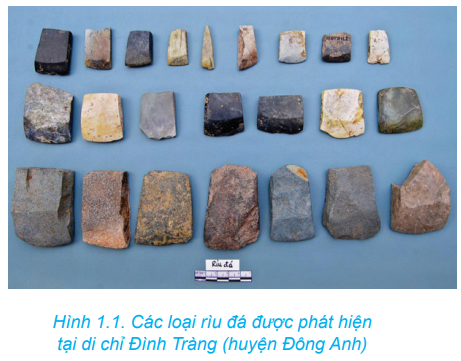 Rìu đá
Hình 1.1. Các loại rìu đá được phát hiện
tại di chỉ Đình Tràng (huyện Đông Anh)